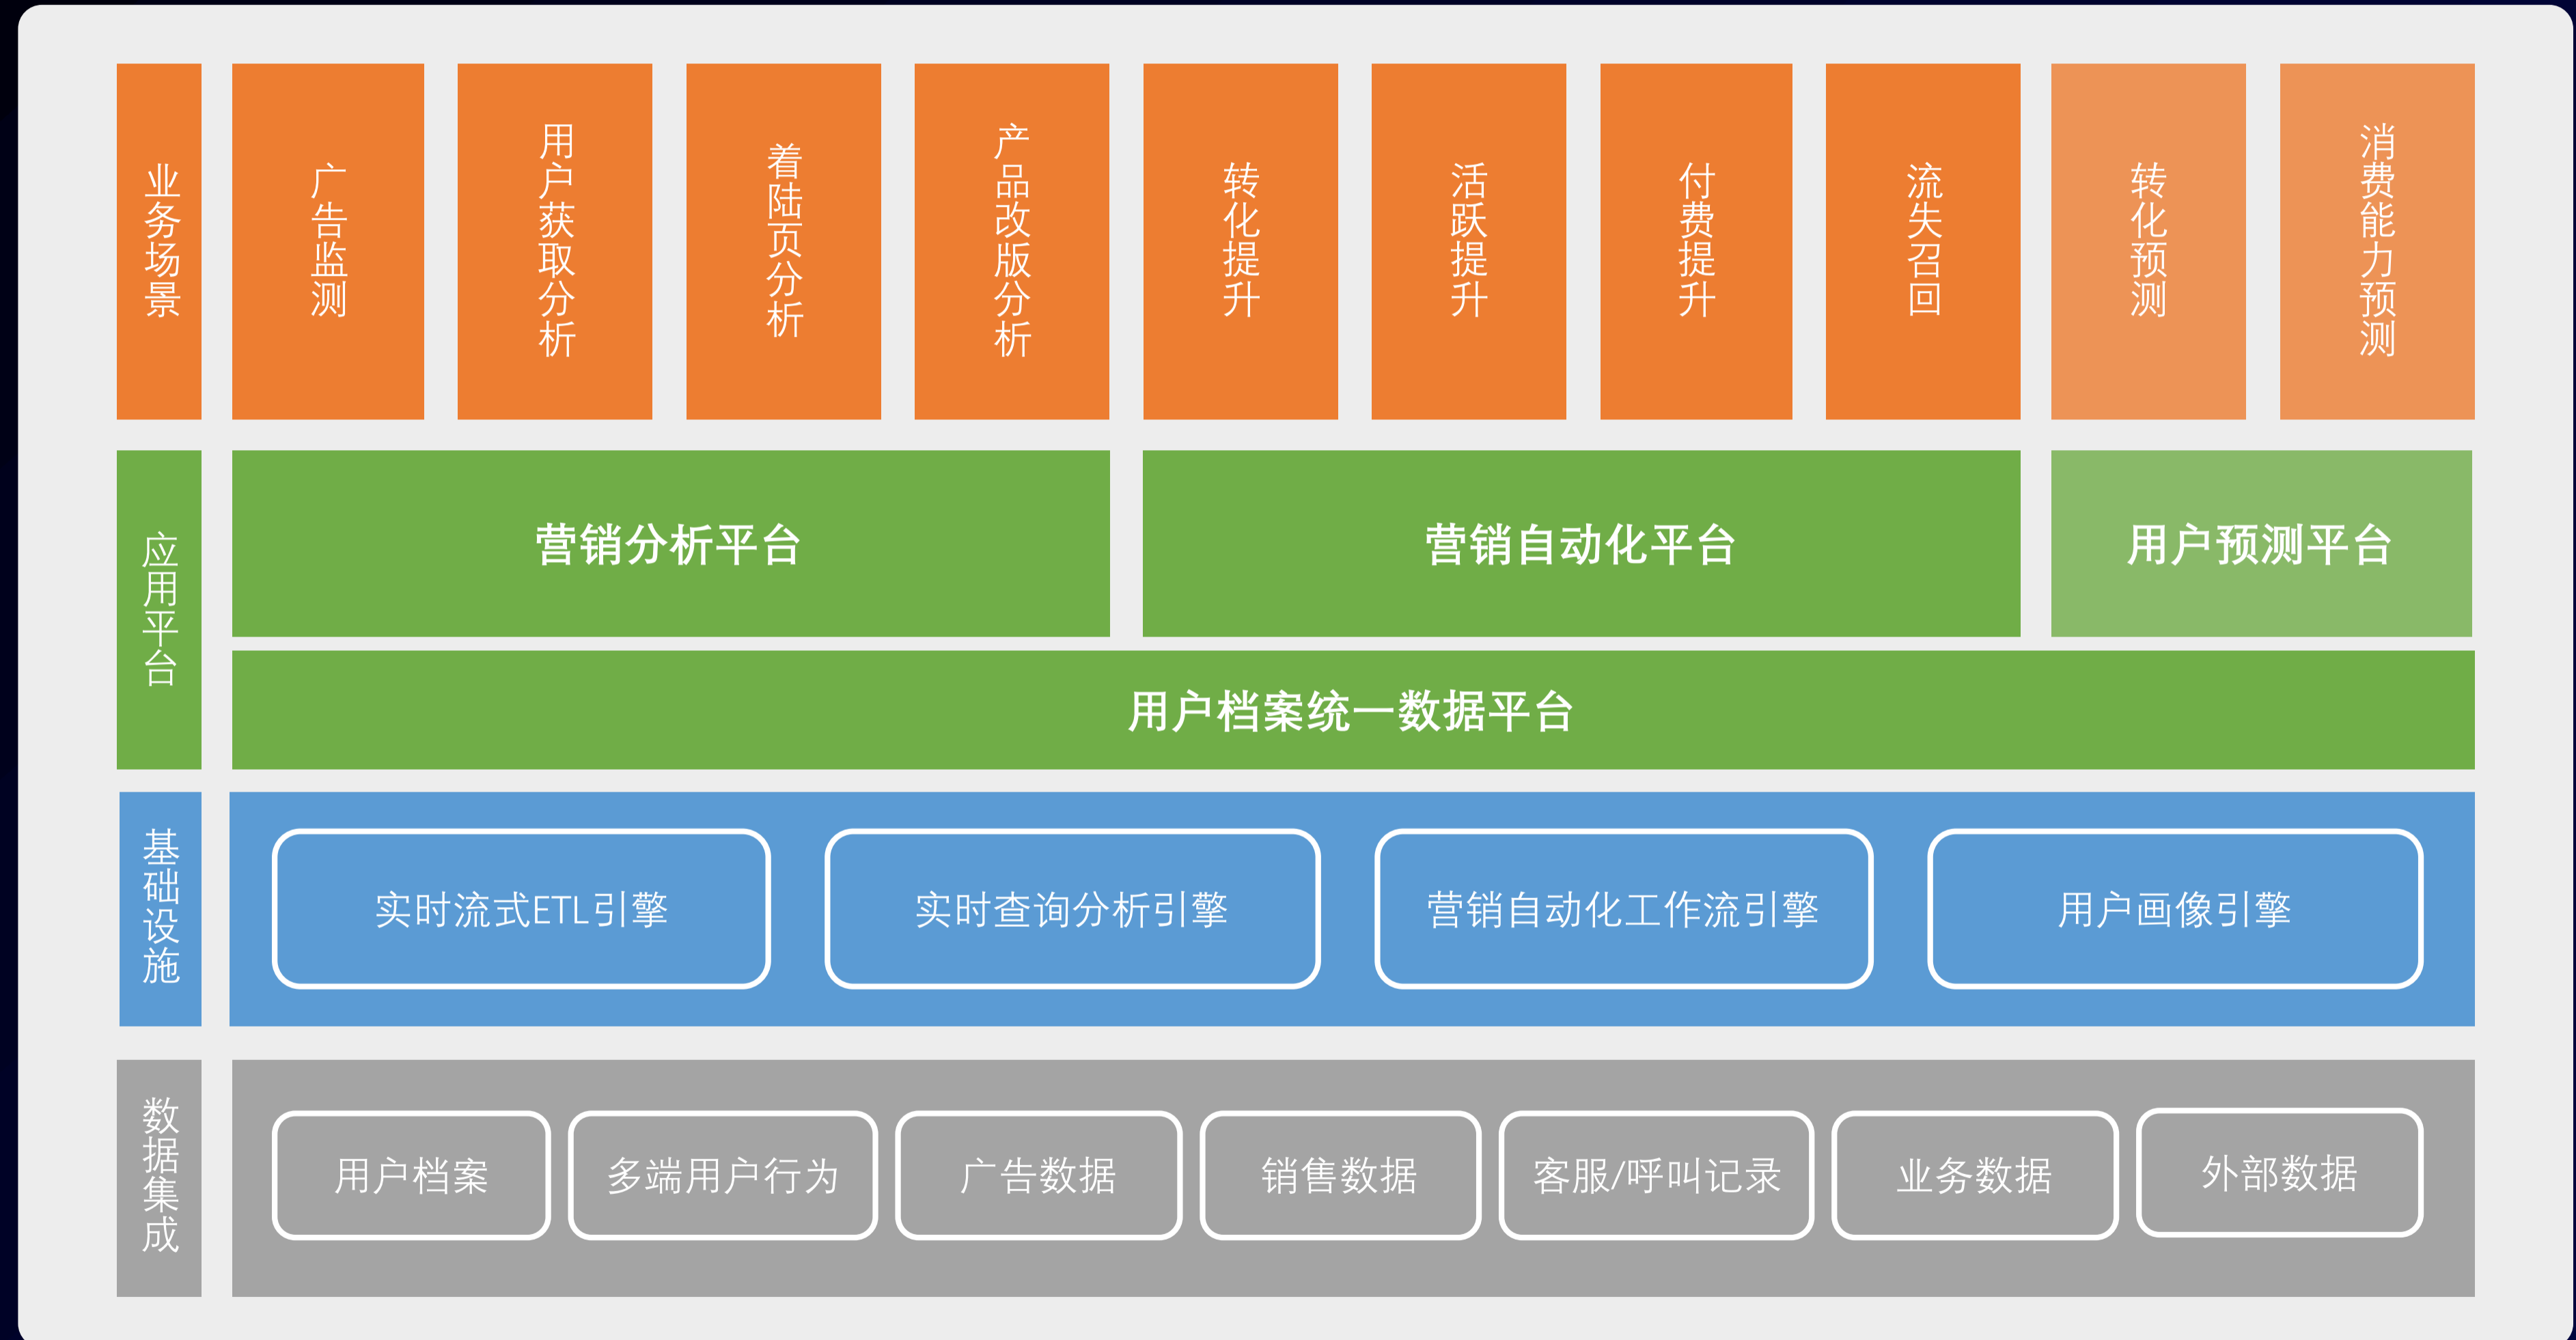 业务场景
广告监测
用户获取分析
着陆页分析
产品改版分析
转化提升
活跃提升
付费提升
流失召回
转化预测
消费能力预测
应用平台
营销分析平台
营销自动化平台
用户预测平台
用户档案统一数据平台
基础设施
实时流式ETL引擎
实时查询分析引擎
营销自动化工作流引擎
用户画像引擎
数据集成
用户档案
多端用户行为
广告数据
销售数据
客服/呼叫记录
业务数据
外部数据